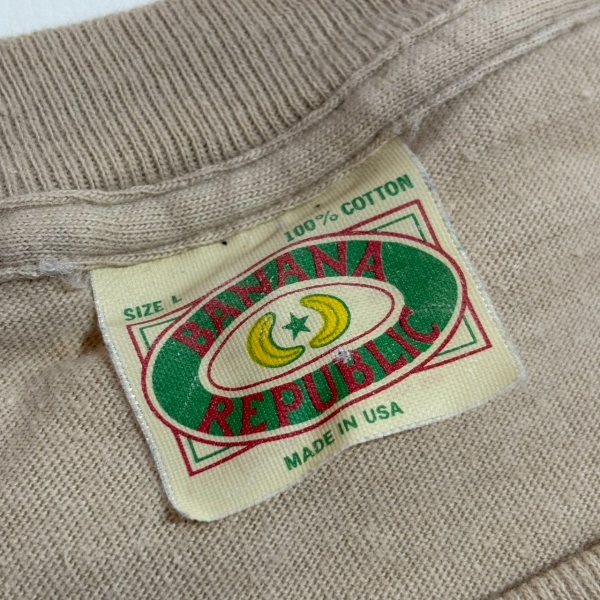 100% COTTON
SIZE L
BANANA
REPUBLIC
MADE IN USA